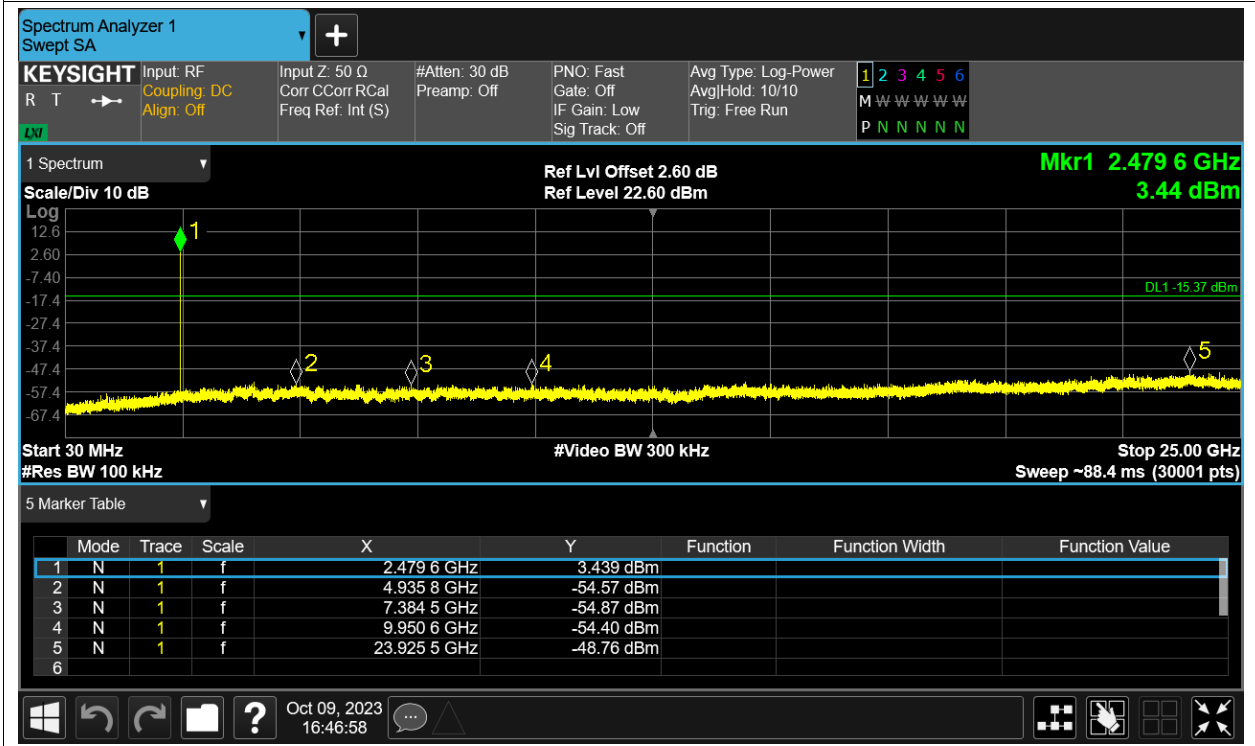 Spectrum Analyzer 1
Swept SA
KEYSIGHT
R T
LXI
Input: RF
Coupling: DC
Align: Off
Input Z: 50 Ω
Corr CCorr RCal
Freq Ref: Int (S)
#Atten: 30 dB
Preamp: Off
PNO: Fast
Gate: Off
IF Gain: Low
Sig Track: Off
Avg Type: Log-Power
Avg|Hold: 10/10
Trig: Free Run
1 2 3 4 5 6
M W W W W W
P N N N N N
1 Spectrum
Scale/Div 10 dB
Ref Lvl Offset 2.60 dB
Ref Level 22.60 dBm
Mkr1 2.479 6 GHz
3.44 dBm
Log
12.6
2.60
-7.40
-17.4
-27.4
-37.4
-47.4
-57.4
-67.4
1
2
3
4
5
DL1 -15.37 dBm
Start 30 MHz
#Res BW 100 kHz
#Video BW 300 kHz
Stop 25.00 GHz
Sweep ~88.4 ms (30001 pts)
5 Marker Table
Mode Trace Scale X Y Function Function Width Function Value
1 N 1 f 2.479 6 GHz 3.439 dBm
2 N 1 f 4.935 8 GHz -54.57 dBm
3 N 1 f 7.384 5 GHz -54.87 dBm
4 N 1 f 9.950 6 GHz -54.40 dBm
5 N 1 f 23.925 5 GHz -48.76 dBm
6
?
Oct 09, 2023
16:46:58